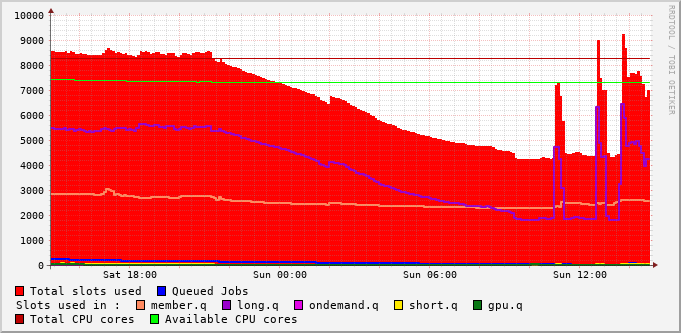 10000
9000
8000
7000
6000
5000
4000
3000
2000
1000
0
Sat 18:00 Sun 00:00 Sun 06:00 Sun 12:00
RRDTOOL / TOBI OETIKER
Total slots used Queued Jobs
Slots used in : member.q long.q ondemand.q short.q gpu.q
Total CPU cores Available CPU cores